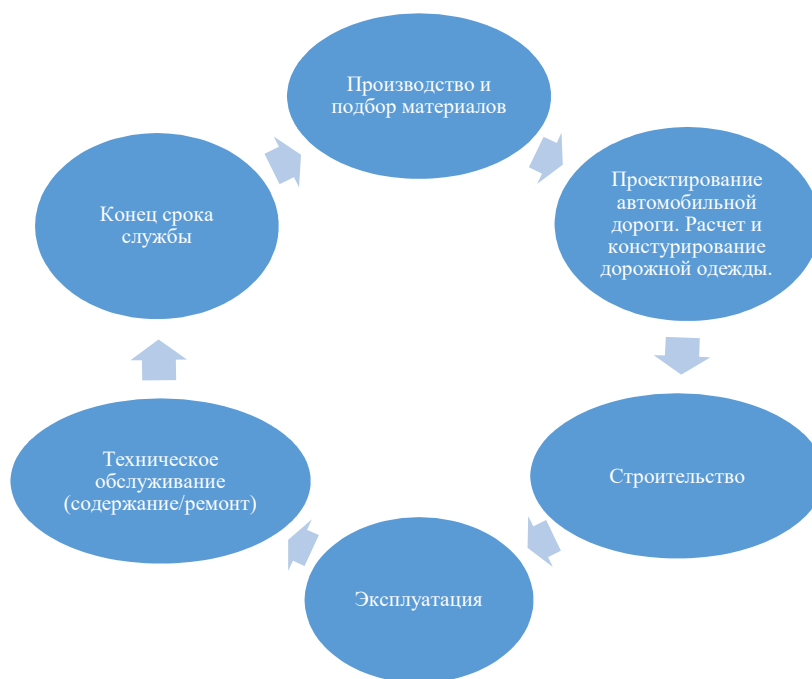 Производство и
подбор материалов
Проектирование
автомобильной
дороги. Расчет и
констурирование
дорожной одежды.
Строительство
Эксплуатация
Техническое
обслуживание
(содержание/ремонт)
Конец срока
службы